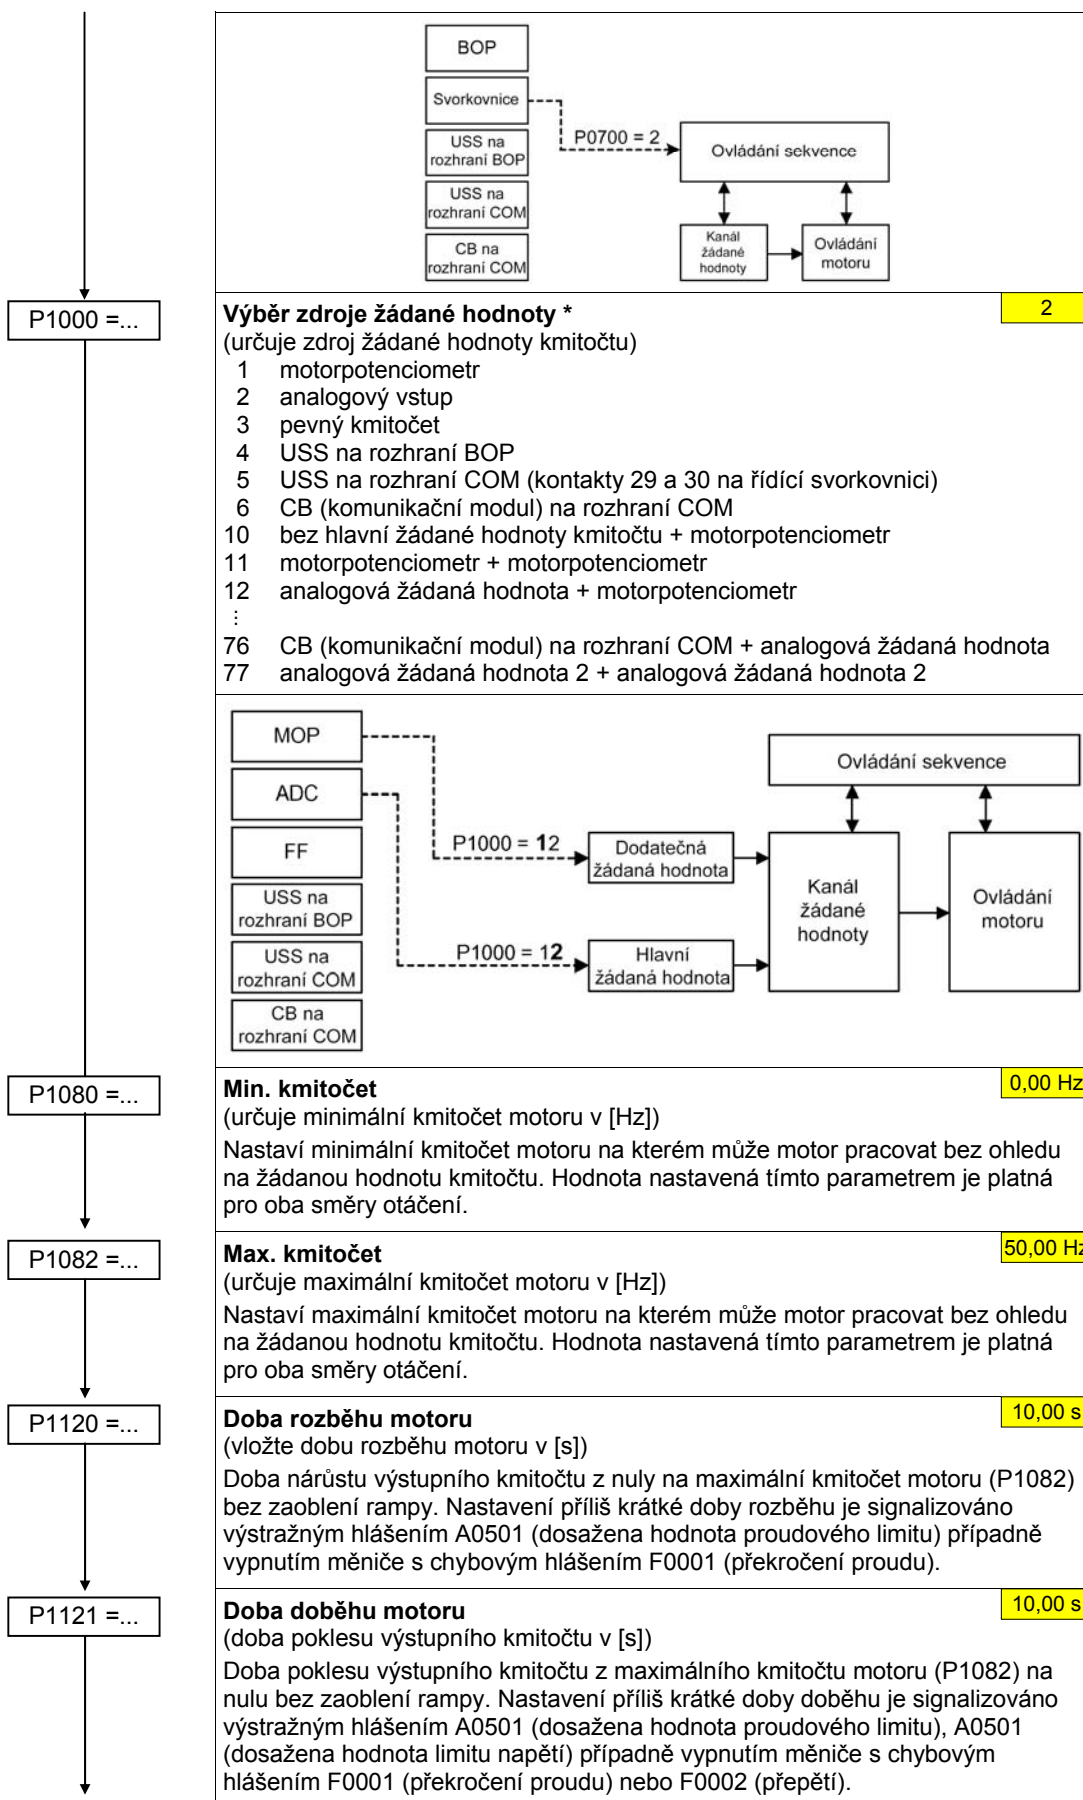 BOP
Svorkovnice
USS na
rozhraní BOP
USS na
rozhraní COM
CB na
rozhraní COM
P0700 = 2
Ovládání sekvence
Kanál
žádané
hodnoty
Ovládání
motoru
P1000 =...
Výběr zdroje žádané hodnoty *
2
(určuje zdroj žádané hodnoty kmitočtu)
1 motorpotenciometr
2 analogový vstup
3 pevný kmitočet
4 USS na rozhraní BOP
5 USS na rozhraní COM (kontakty 29 a 30 na řídící svorkovnici)
6 CB (komunikační modul) na rozhraní COM
10 bez hlavní žádané hodnoty kmitočtu + motorpotenciometr
11 motorpotenciometr + motorpotenciometr
12 analogová žádaná hodnota + motorpotenciometr
⋮
76 CB (komunikační modul) na rozhraní COM + analogová žádaná hodnota
77 analogová žádaná hodnota 2 + analogová žádaná hodnota 2
MOP
ADC
FF
USS na
rozhraní BOP
USS na
rozhraní COM
CB na
rozhraní COM
P1000 = 12
Dodatečná
žádaná hodnota
P1000 = 12
Hlavní
žádaná hodnota
Ovládání sekvence
Kanál
žádané
hodnoty
Ovládání
motoru
P1080 =...
Min. kmitočet
0,00 Hz
(určuje minimální kmitočet motoru v [Hz])
Nastaví minimální kmitočet motoru na kterém může motor pracovat bez ohledu
na žádanou hodnotu kmitočtu. Hodnota nastavená tímto parametrem je platná
pro oba směry otáčení.
P1082 =...
Max. kmitočet
50,00 Hz
(určuje maximální kmitočet motoru v [Hz])
Nastaví maximální kmitočet motoru na kterém může motor pracovat bez ohledu
na žádanou hodnotu kmitočtu. Hodnota nastavená tímto parametrem je platná
pro oba směry otáčení.
P1120 =...
Doba rozběhu motoru
10,00 s
(vložte dobu rozběhu motoru v [s])
Doba nárůstu výstupního kmitočtu z nuly na maximální kmitočet motoru (P1082)
bez zaoblení rampy. Nastavení příliš krátké doby rozběhu je signalizováno
výstražným hlášením A0501 (dosažena hodnota proudového limitu) případně
vypnutím měniče s chybovým hlášením F0001 (překročení proudu).
P1121 =...
Doba doběhu motoru
10,00 s
(doba poklesu výstupního kmitočtu v [s])
Doba poklesu výstupního kmitočtu z maximálního kmitočtu motoru (P1082) na
nulu bez zaoblení rampy. Nastavení příliš krátké doby doběhu je signalizováno
výstražným hlášením A0501 (dosažena hodnota proudového limitu), A0501
(dosažena hodnota limitu napětí) případně vypnutím měniče s chybovým
hlášením F0001 (překročení proudu) nebo F0002 (přepětí).